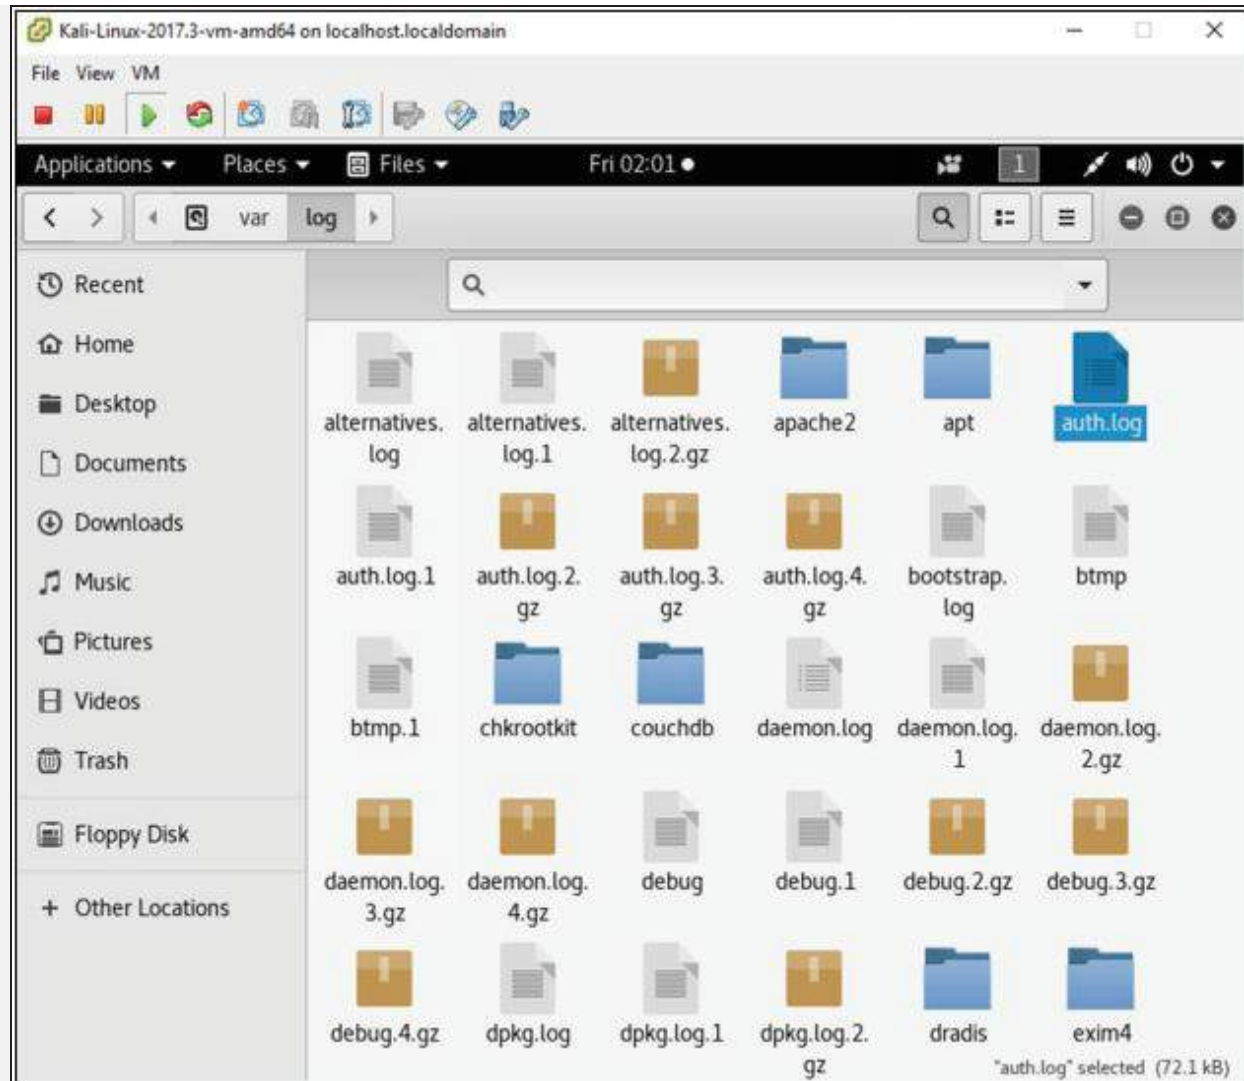 Kali-Linux-2017.3-vm-amd64 on localhost.localdomain
File View VM
Applications Places Files Fri 02:01 1
var log
Recent
Home
Desktop
Documents
Downloads
Music
Pictures
Videos
Trash
Floppy Disk
+ Other Locations
alternatives. alternatives. alternatives. apache2 apt auth.log
log log.1 log.2.gz
auth.log.1 auth.log.2. auth.log.3. auth.log.4. bootstrap. btmp
gz gz gz log
btmp.1 chkrootkit couchdb daemon.log daemon.log. daemon.log.
1 2.gz
daemon.log. daemon.log. debug debug.1 debug.2.gz debug.3.gz
3.gz 4.gz
debug.4.gz dpkg.log dpkg.log.1 dpkg.log.2. dradis exim4
gz
"auth.log" selected (72.1 kB)